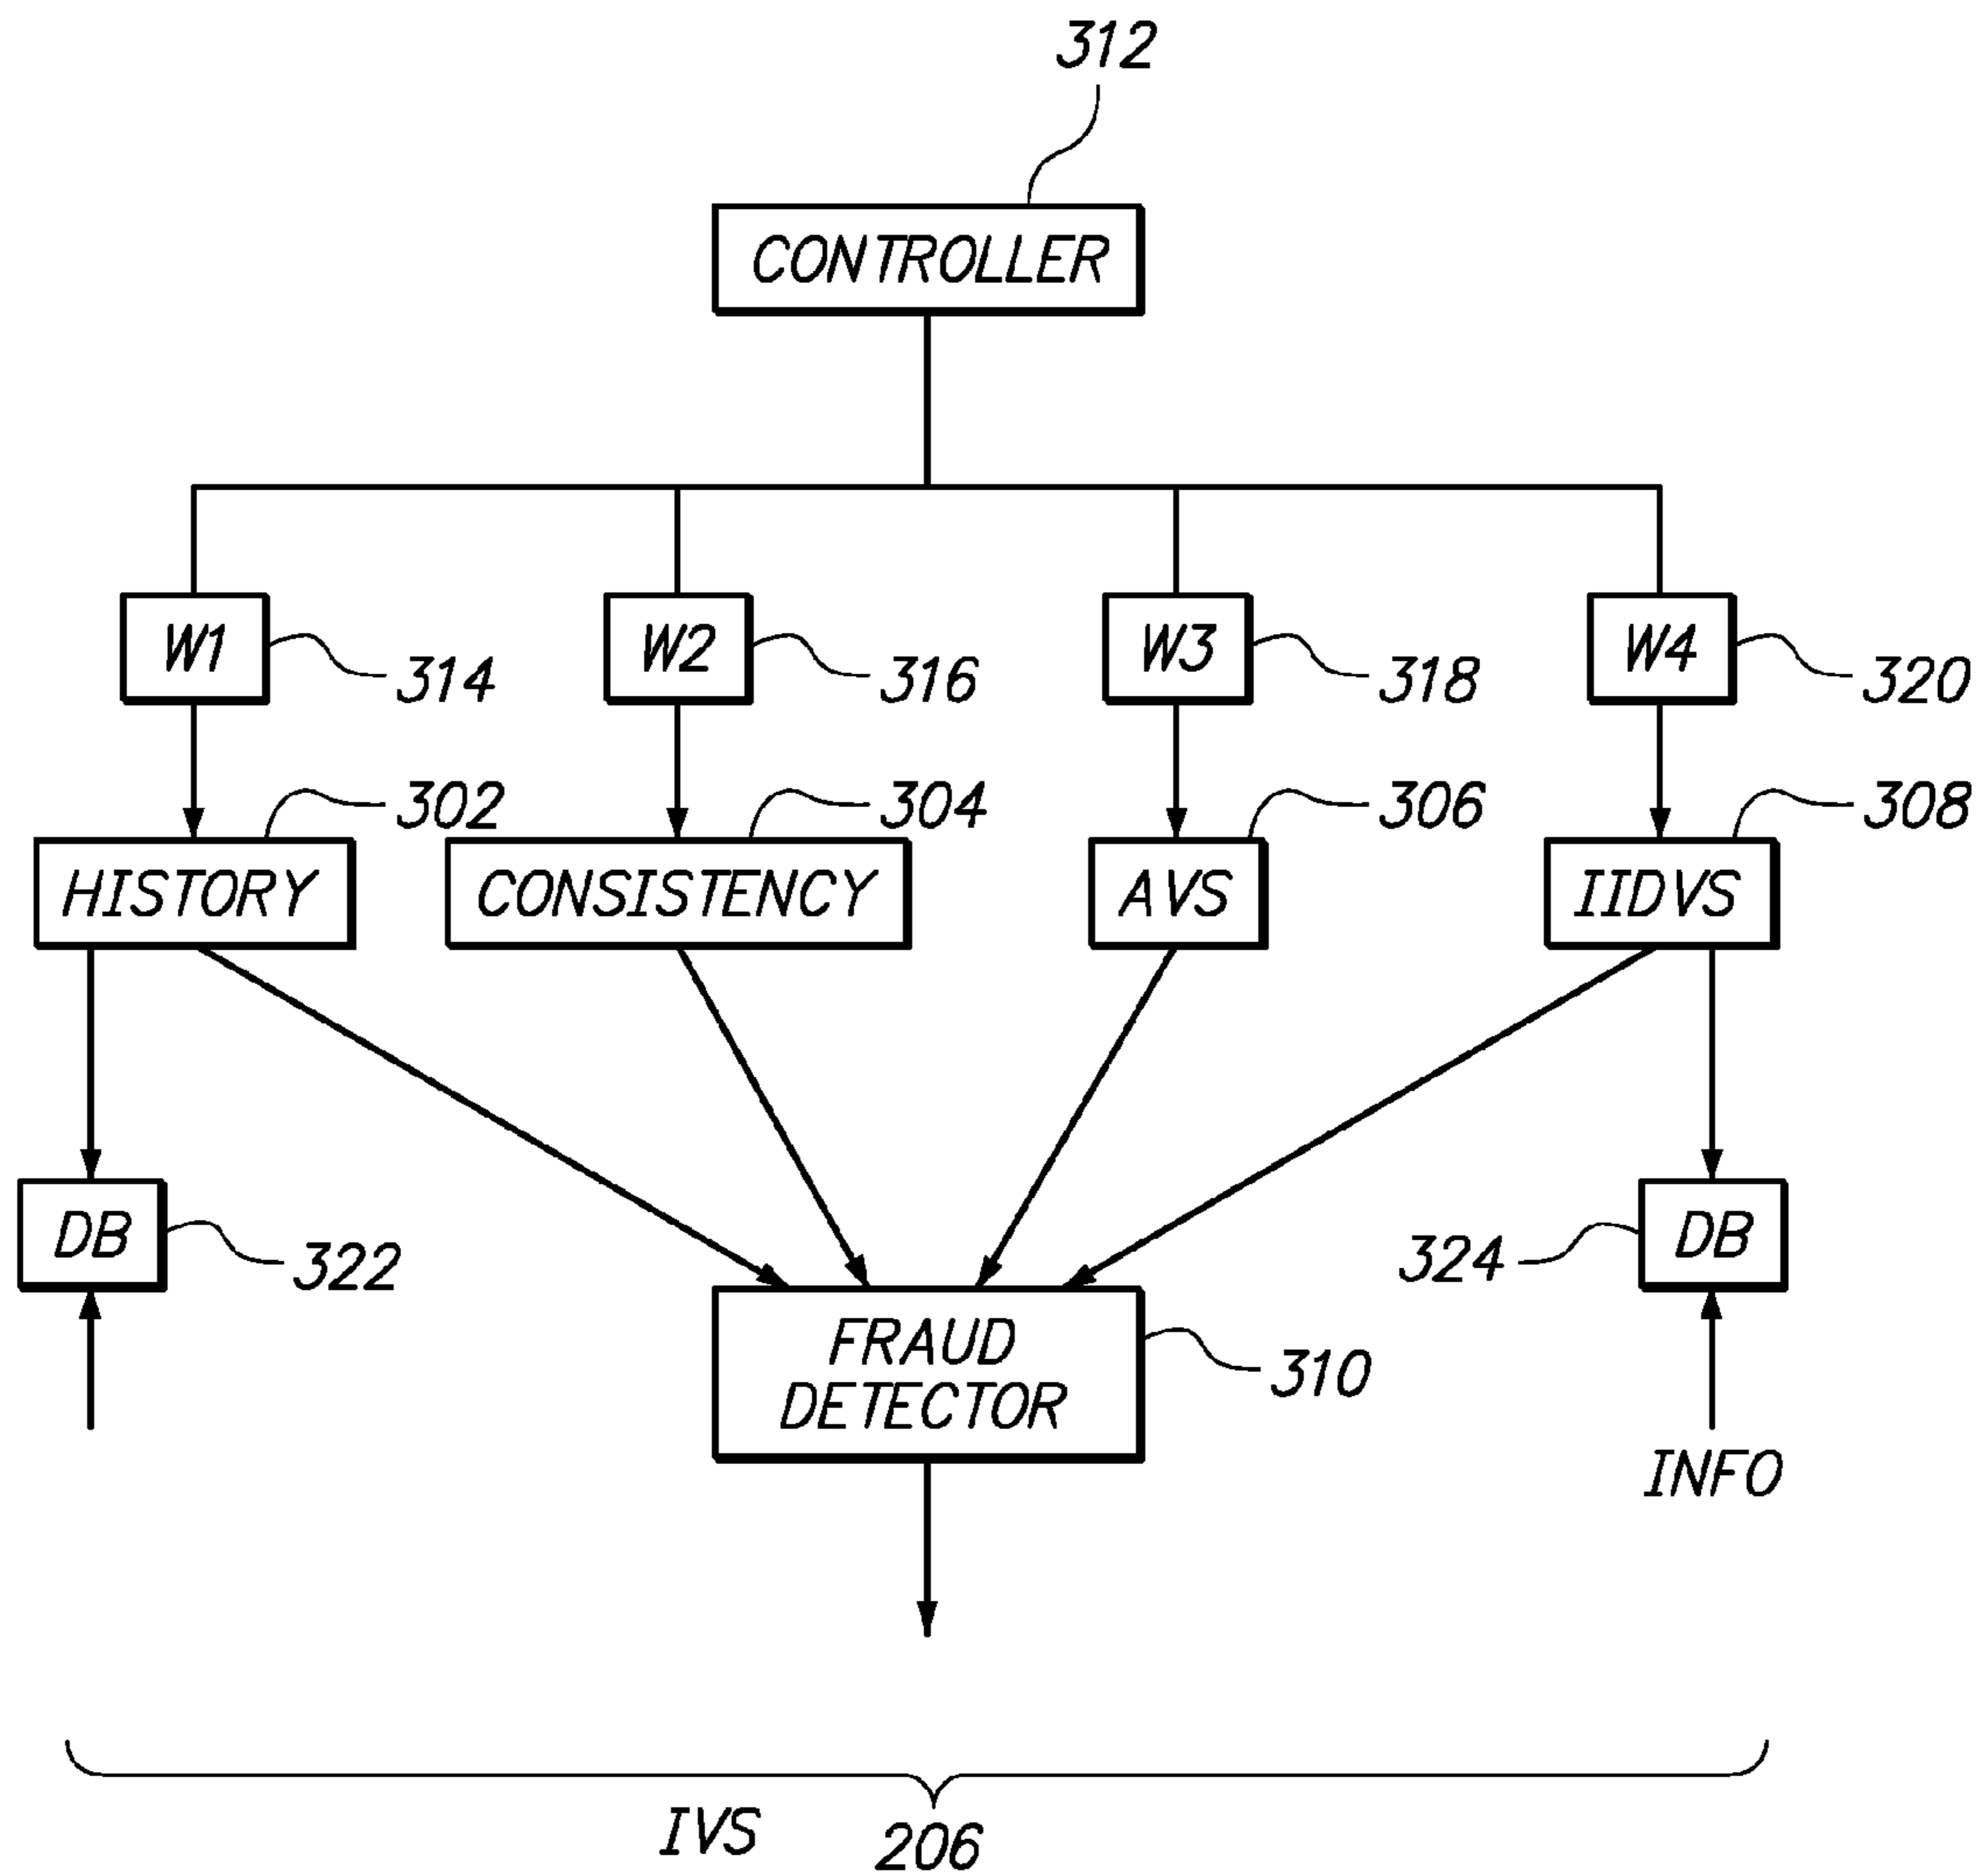 312
CONTROLLER
W1
314
W2
316
W3
318
W4
320
302
304
306
308
HISTORY
CONSISTENCY
AVS
IIDVS
DB
322
324
DB
FRAUD
DETECTOR
310
INFO
IVS
206